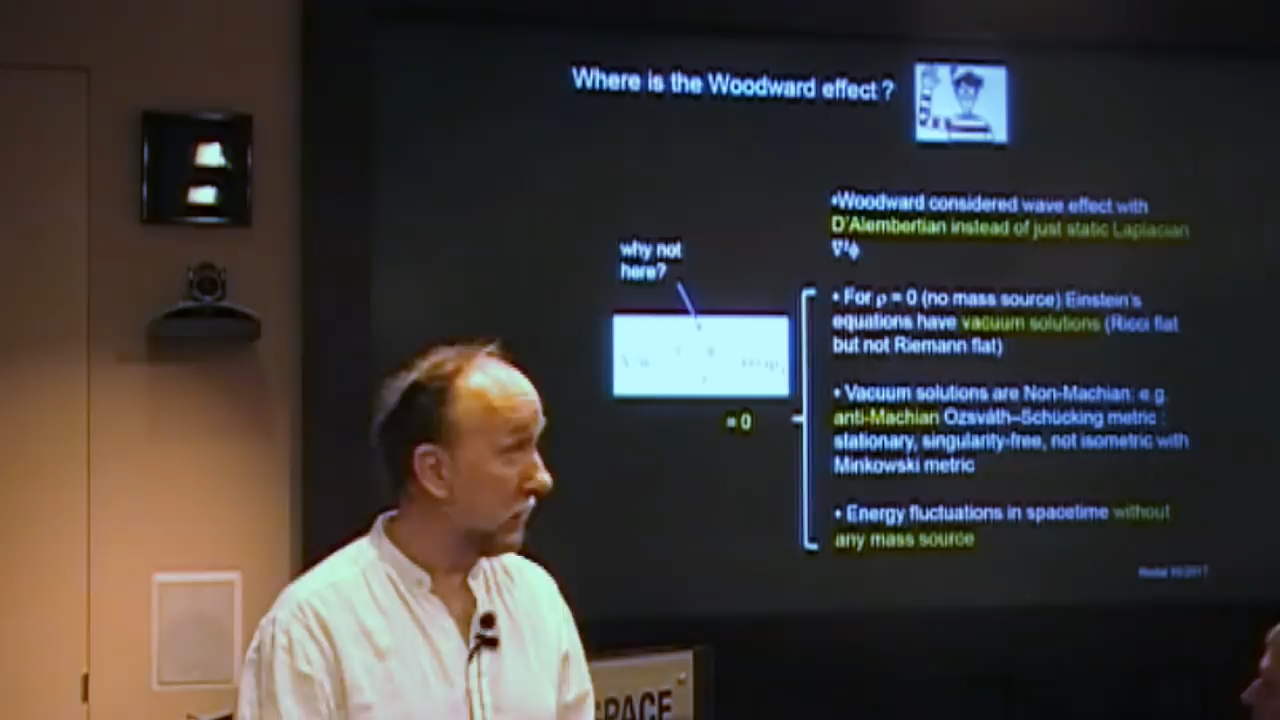 Where is the Woodward effect ?
•Woodward considered wave effect with
D'Alembertian instead of just static Laplacian
∇²ϕ
why not
here?
• For ρ = 0 (no mass source) Einstein's
equations have vacuum solutions (Ricci flat
but not Riemann flat)
• Vacuum solutions are Non-Machian: e.g.
anti-Machian Ozsváth–Schücking metric :
stationary, singularity-free, not isometric with
Minkowski metric
= 0
• Energy fluctuations in spacetime without
any mass source
SPACE